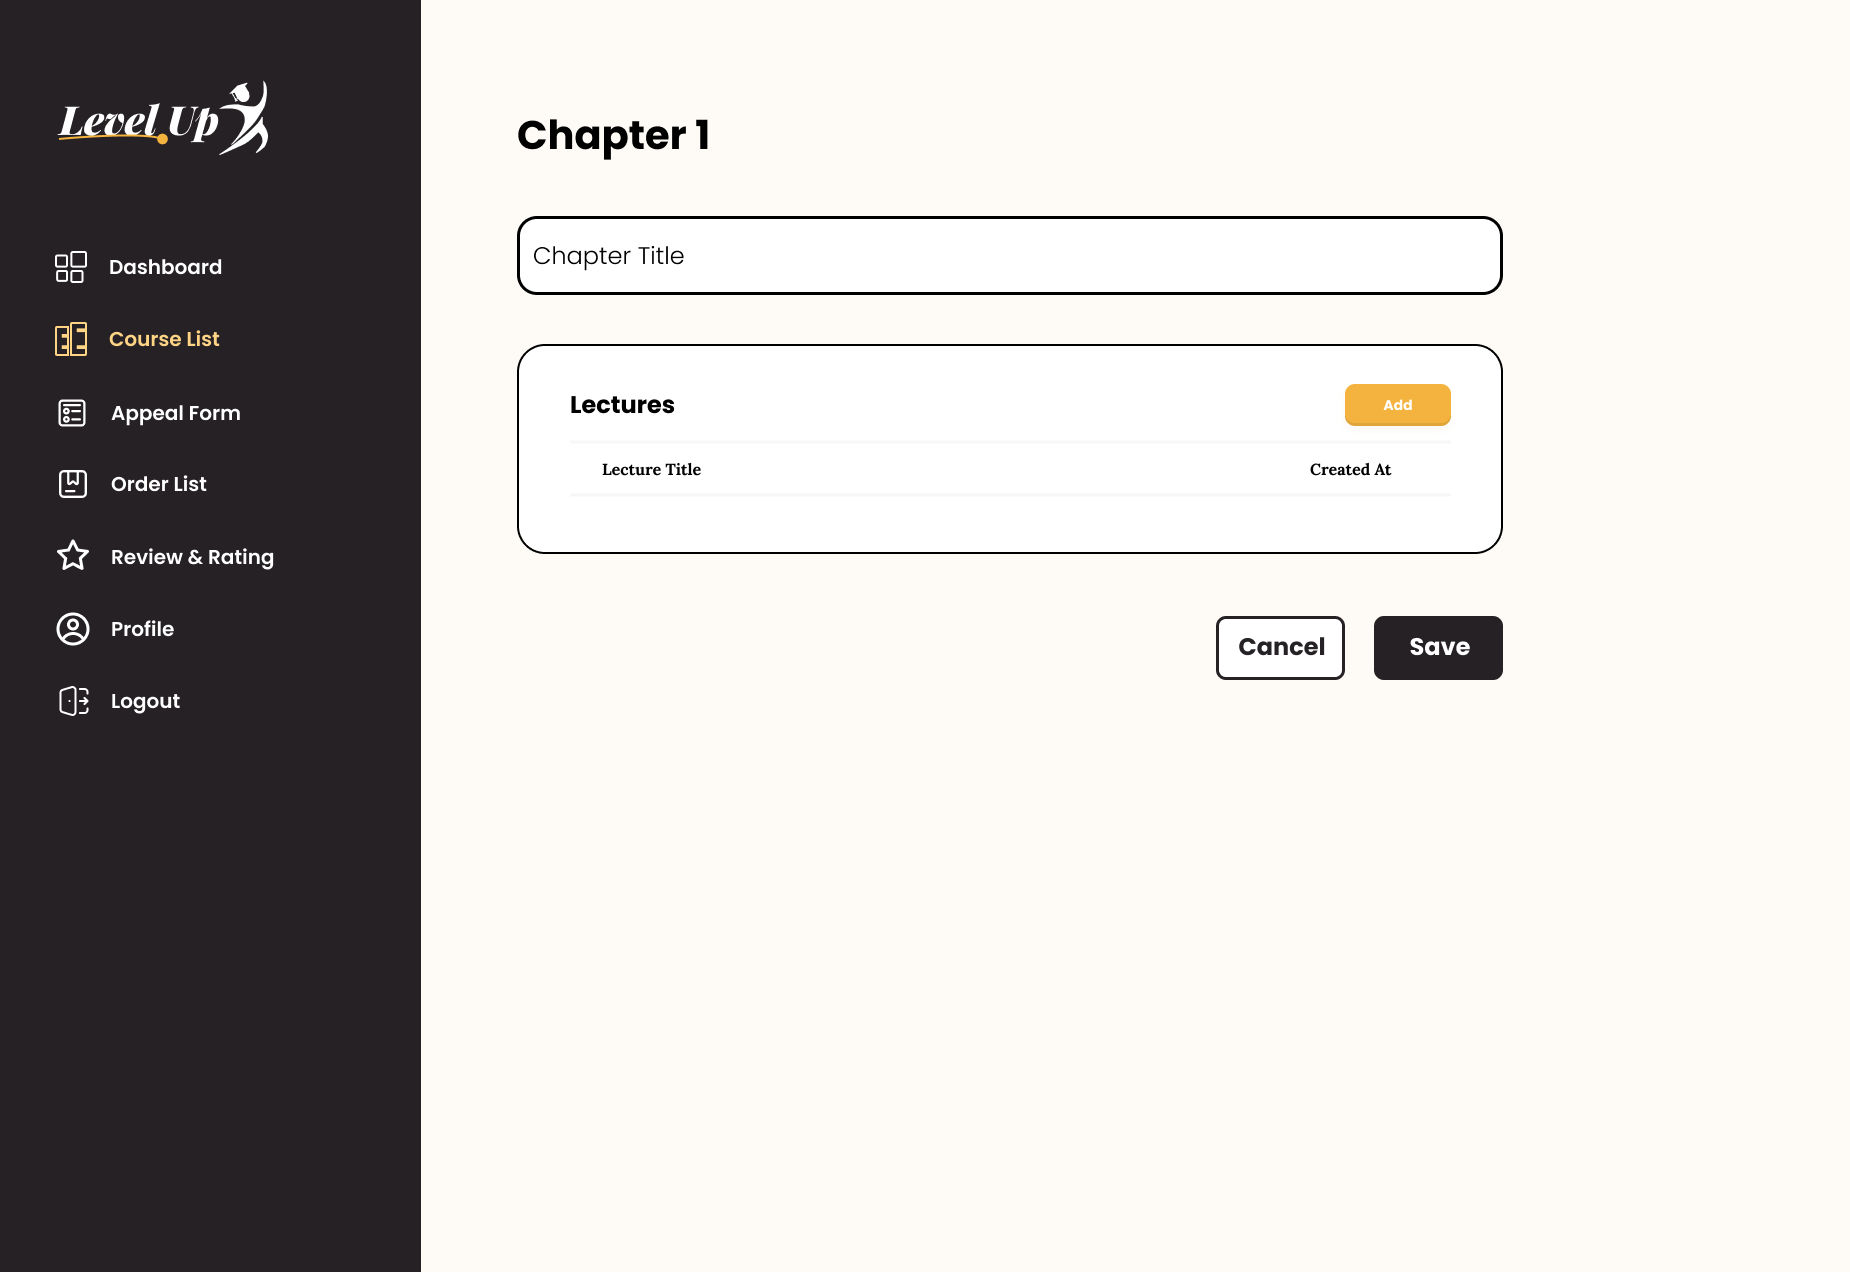 Level Up
Dashboard
Course List
Appeal Form
Order List
Review & Rating
Profile
Logout
Chapter 1
Chapter Title
Lectures
Add
Lecture Title
Created At
Cancel
Save